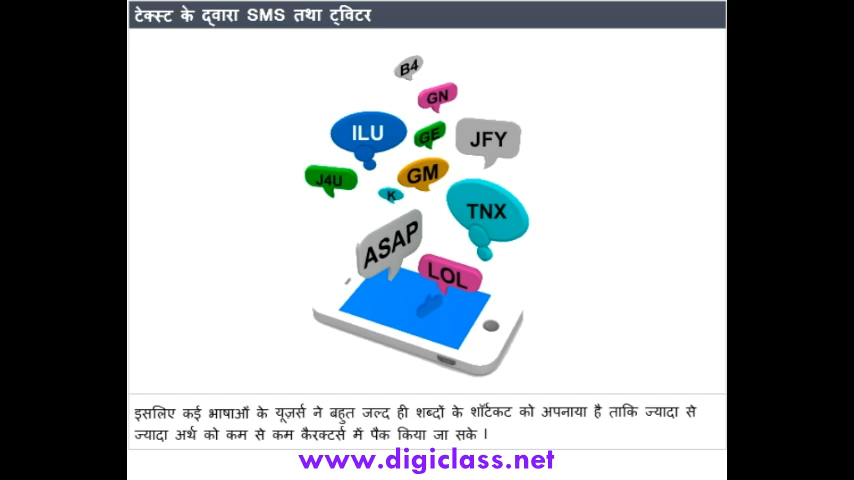 टेक्स्ट के द्वारा SMS तथा ट्विटर
B4
GN
ILU
GE
JFY
J4U
GM
K
TNX
ASAP
LOL
इसलिए कई भाषाओं के यूज़र्स ने बहुत जल्द ही शब्दों के शॉर्टकट को अपनाया है ताकि ज्यादा से
ज्यादा अर्थ को कम से कम कैरक्टर्स में पैक किया जा सके ।
www.digiclass.net